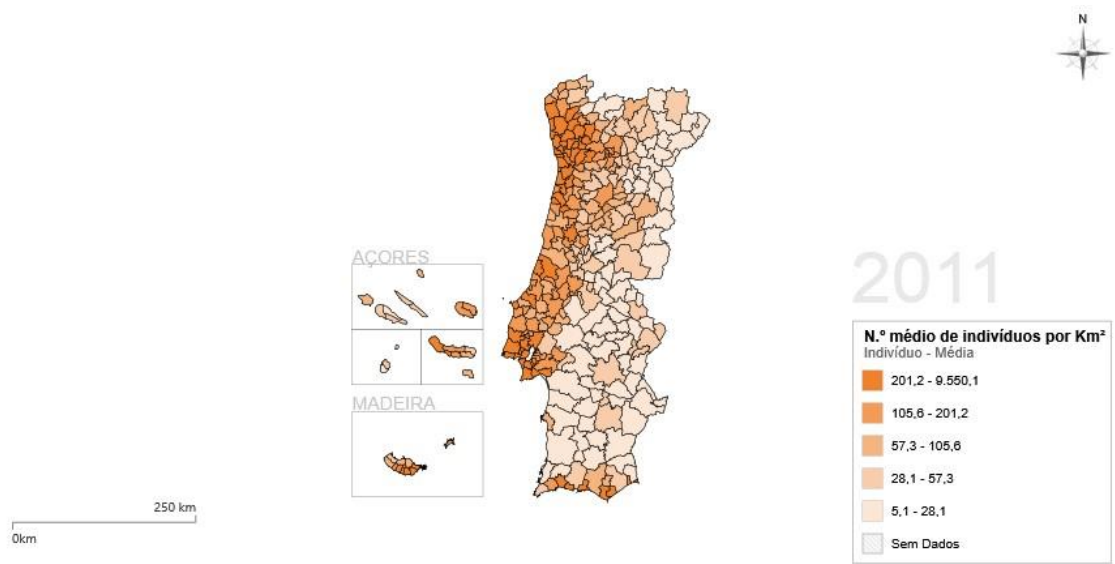 N
AÇORES
MADEIRA
2011
N.º médio de indivíduos por Km²
Indivíduo - Média
201,2 - 9.550,1
105,6 - 201,2
57,3 - 105,6
28,1 - 57,3
5,1 - 28,1
Sem Dados
250 km
0km